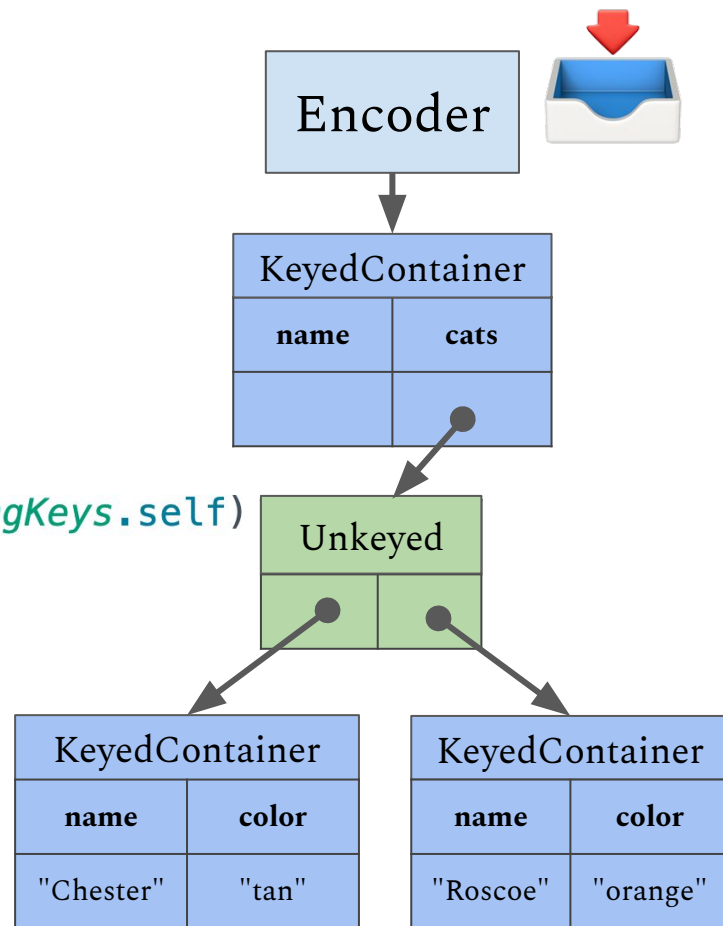 Encoder
KeyedContainer
name cats
gKeys.self)
Unkeyed
KeyedContainer KeyedContainer
name color name color
"Chester" "tan" "Roscoe" "orange"